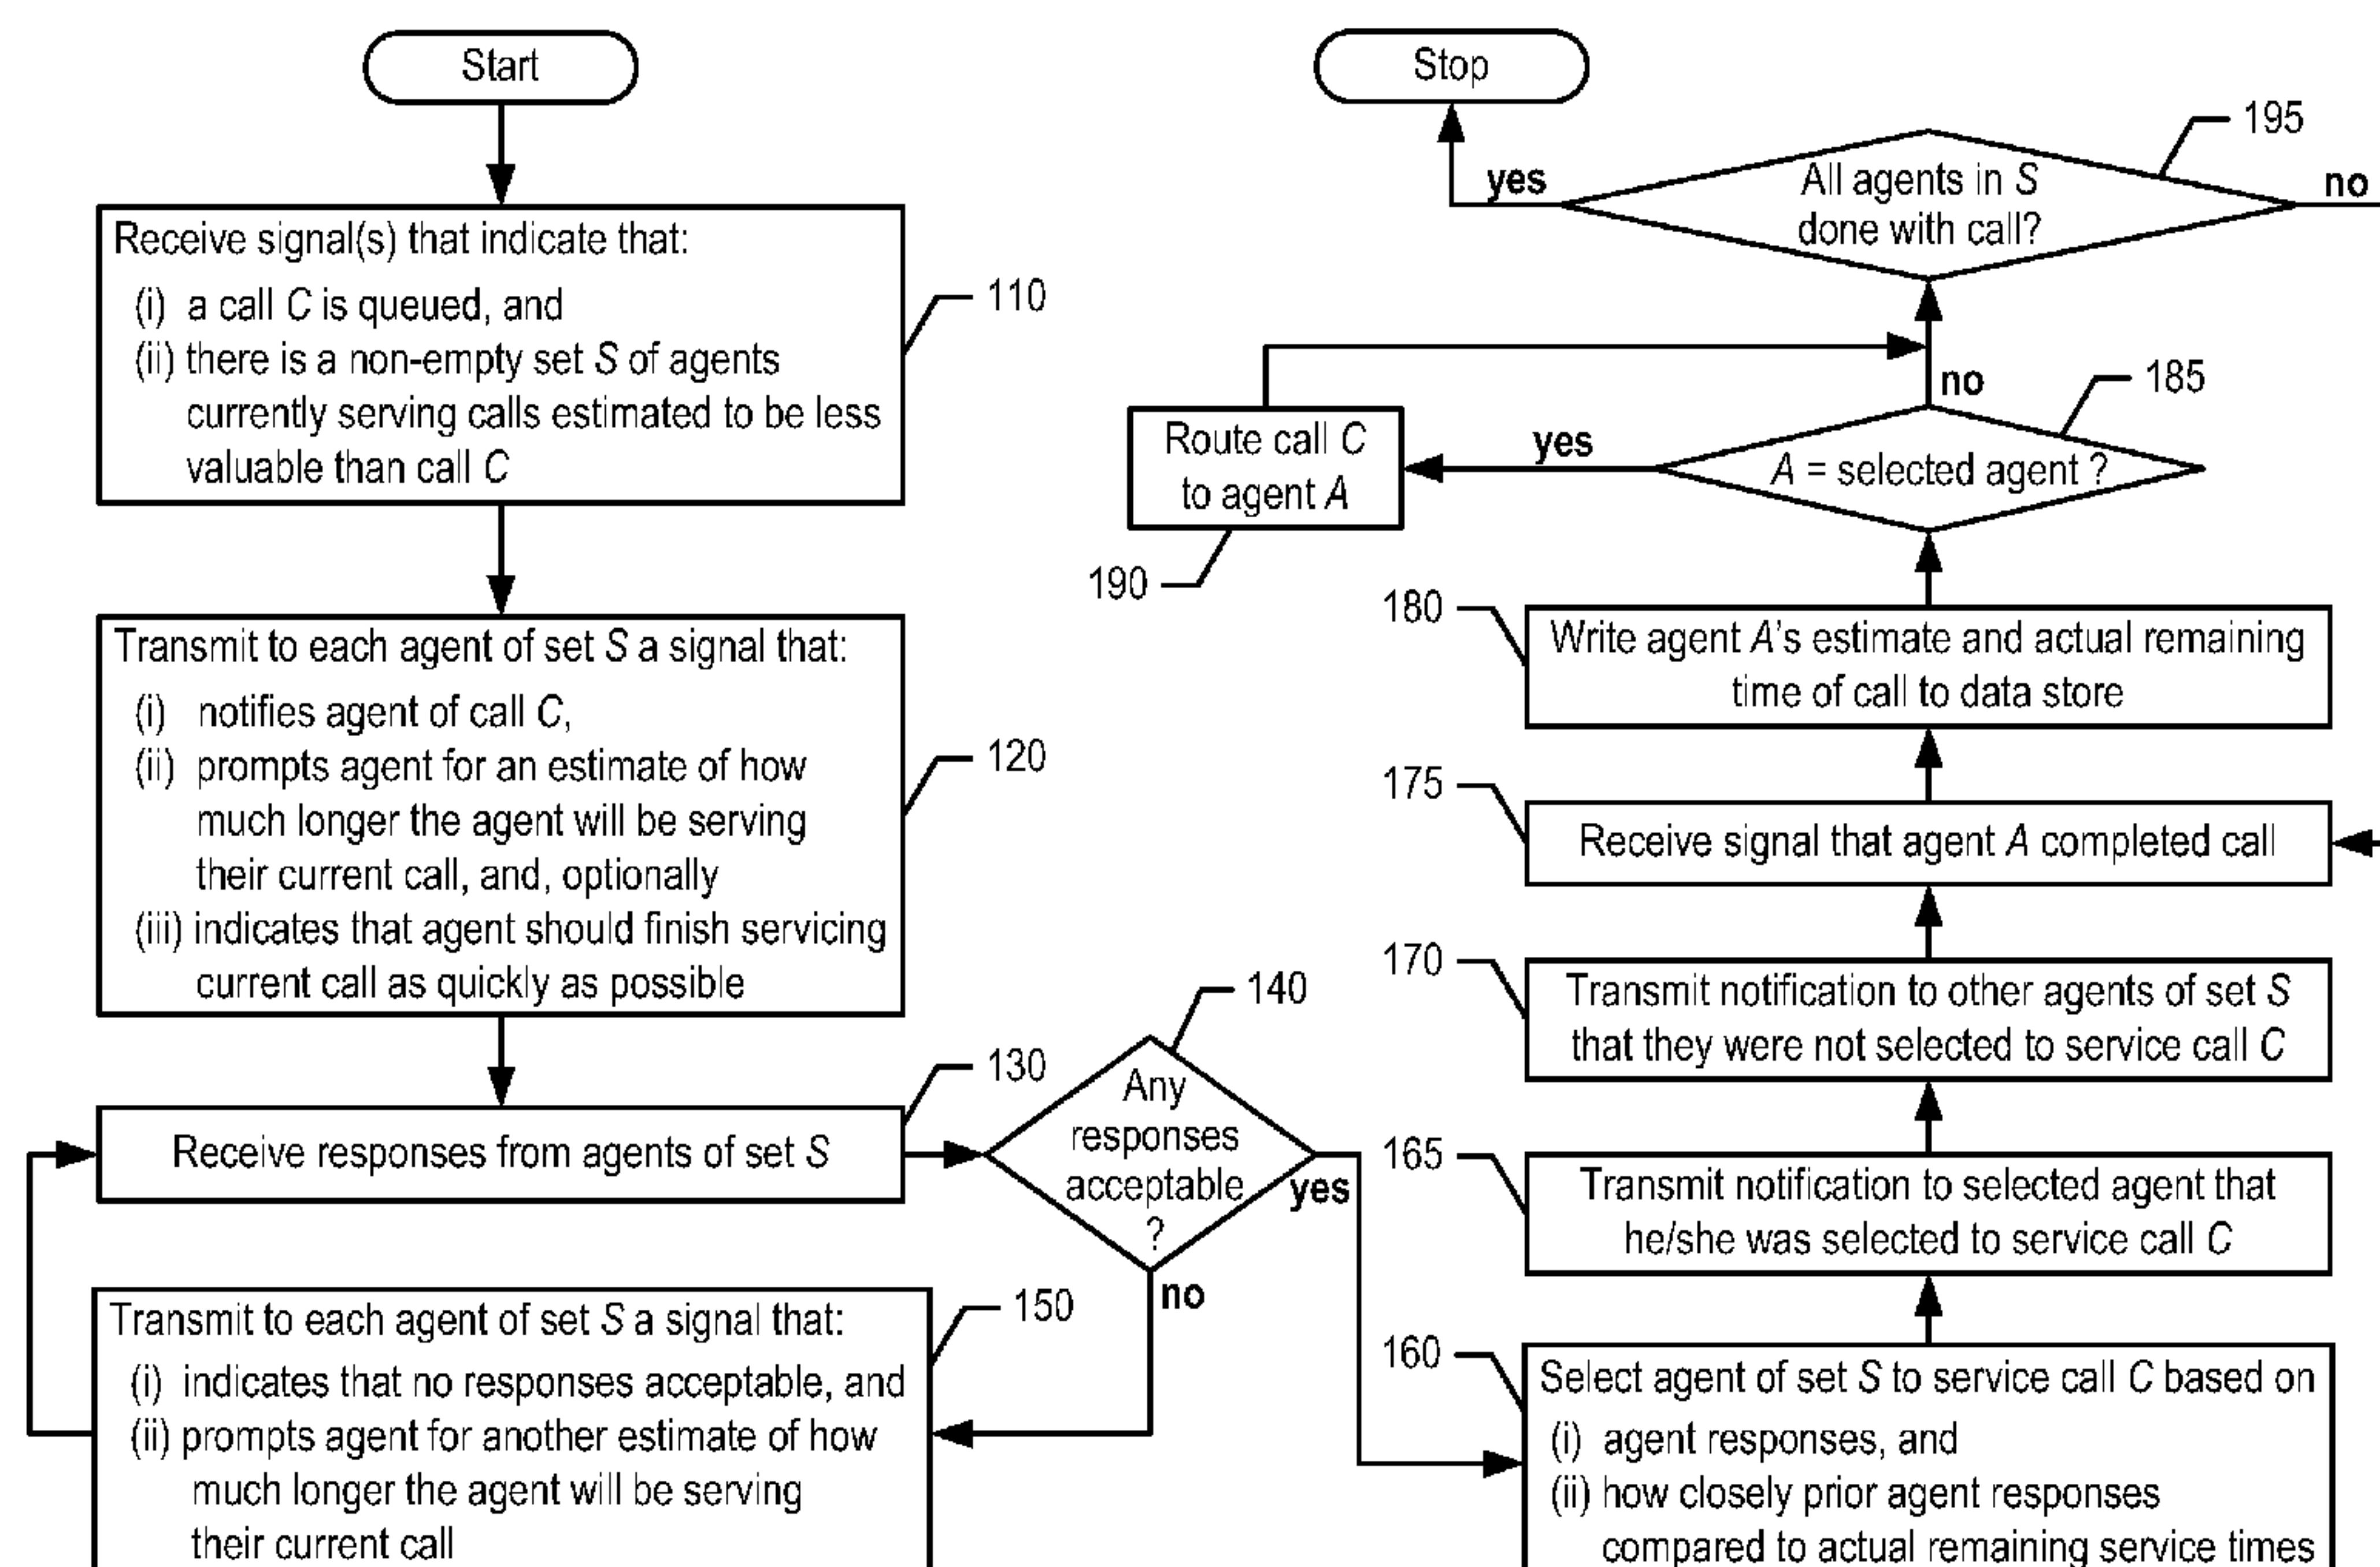 Start
Receive signal(s) that indicate that:
(i) a call C is queued, and
(ii) there is a non-empty set S of agents
currently serving calls estimated to be less
valuable than call C
110
Transmit to each agent of set S a signal that:
(i) notifies agent of call C,
(ii) prompts agent for an estimate of how
much longer the agent will be serving
their current call, and, optionally
(iii) indicates that agent should finish servicing
current call as quickly as possible
120
Receive responses from agents of set S
130
Any
responses
acceptable
?
140
yes
no
Transmit to each agent of set S a signal that:
(i) indicates that no responses acceptable, and
(ii) prompts agent for another estimate of how
much longer the agent will be serving
their current call
150
Select agent of set S to service call C based on
(i) agent responses, and
(ii) how closely prior agent responses
compared to actual remaining service times
160
Transmit notification to selected agent that
he/she was selected to service call C
165
Transmit notification to other agents of set S
that they were not selected to service call C
170
Receive signal that agent A completed call
175
Write agent A's estimate and actual remaining
time of call to data store
180
A = selected agent ?
185
yes
no
Route call C
to agent A
190
All agents in S
done with call?
195
yes
no
Stop